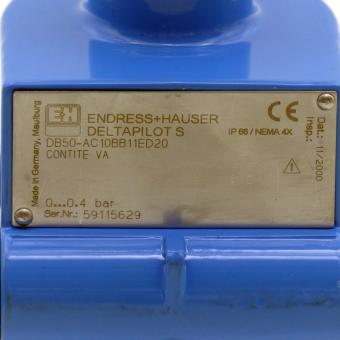 ENDRESS+HAUSER
DELTAPILOT S
DB50-AC10BB11ED20
CONTITE VA
0...0.4 bar
Ser.Nr.: 59115629
Made in Germany, Maulburg
CE
IP 66 / NEMA 4X
Dat.: 11/2000
Insp.: